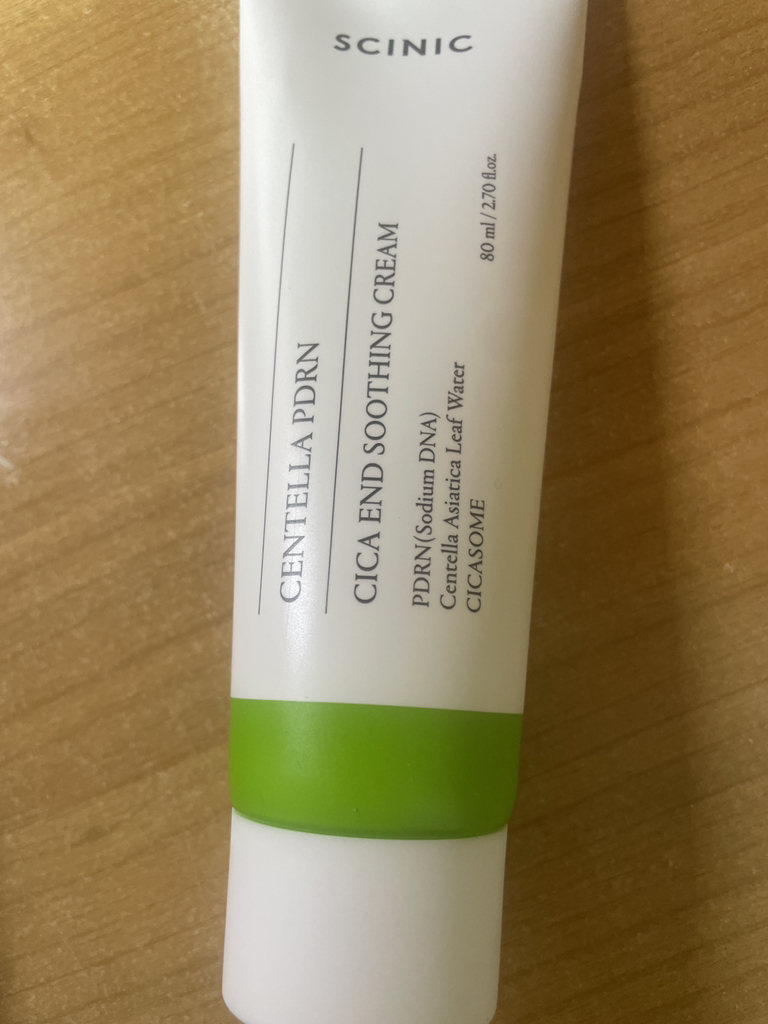 SCINIC
CENTELLA PDRN
CICA END SOOTHING CREAM
PDRN(Sodium DNA)
Centella Asiatica Leaf Water
CICASOME
80 ml / 2.70 fl.oz.